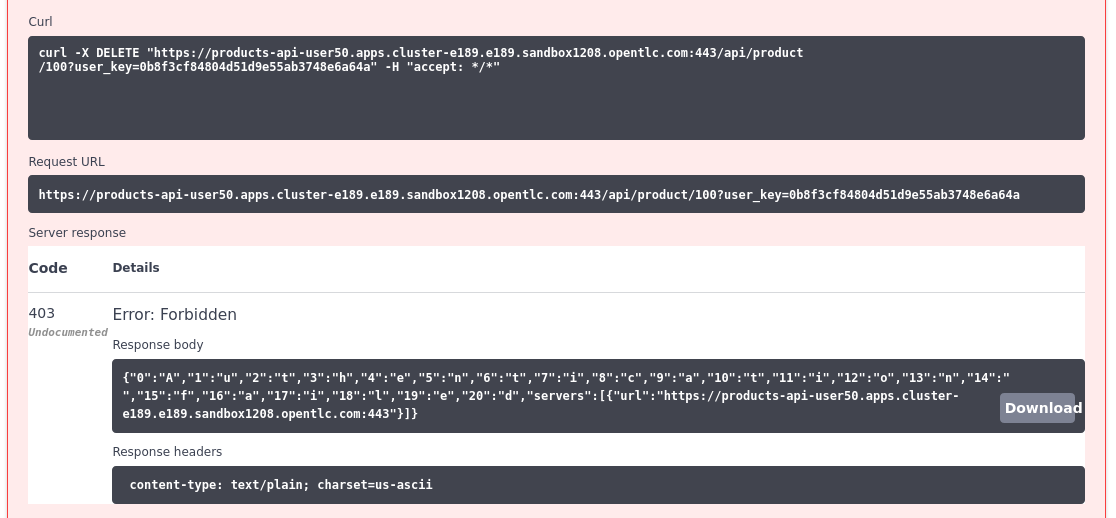 Curl
curl -X DELETE "https://products-api-user50.apps.cluster-e189.e189.sandbox1208.opentlc.com:443/api/product
/100?user_key=0b8f3cf84804d51d9e55ab3748e6a64a" -H "accept: */*"
Request URL
https://products-api-user50.apps.cluster-e189.e189.sandbox1208.opentlc.com:443/api/product/100?user_key=0b8f3cf84804d51d9e55ab3748e6a64a
Server response
Code Details
403 Error: Forbidden
Undocumented
Response body
{"0":"A","1":"u","2":"t","3":"h","4":"e","5":"n","6":"t","7":"i","8":"c","9":"a","10":"t","11":"i","12":"o","13":"n","14":"
","15":"f","16":"a","17":"i","18":"l","19":"e","20":"d","servers":[{"url":"https://products-api-user50.apps.cluster-
e189.e189.sandbox1208.opentlc.com:443"}]}
Download
Response headers
content-type: text/plain; charset=us-ascii